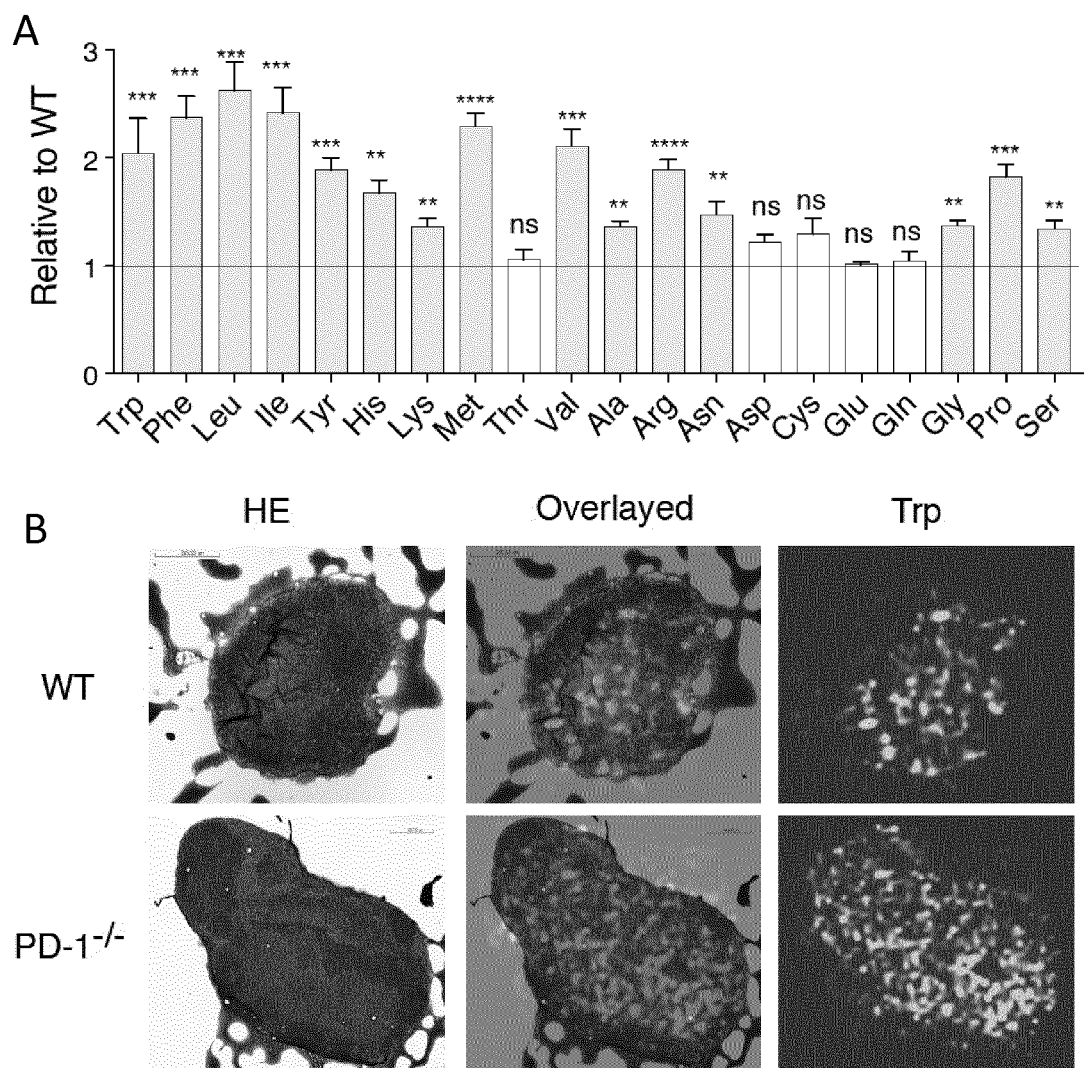 A
Relative to WT
3
2
1
0
*** *** *** *** *** ** ** **** ns *** ** **** ** ns ns ns ns ** *** **
Trp Phe Leu Ile Tyr His Lys Met Thr Val Ala Arg Asn Asp Cys Glu Gln Gly Pro Ser
B
HE Overlayed Trp
WT
PD-1-/-